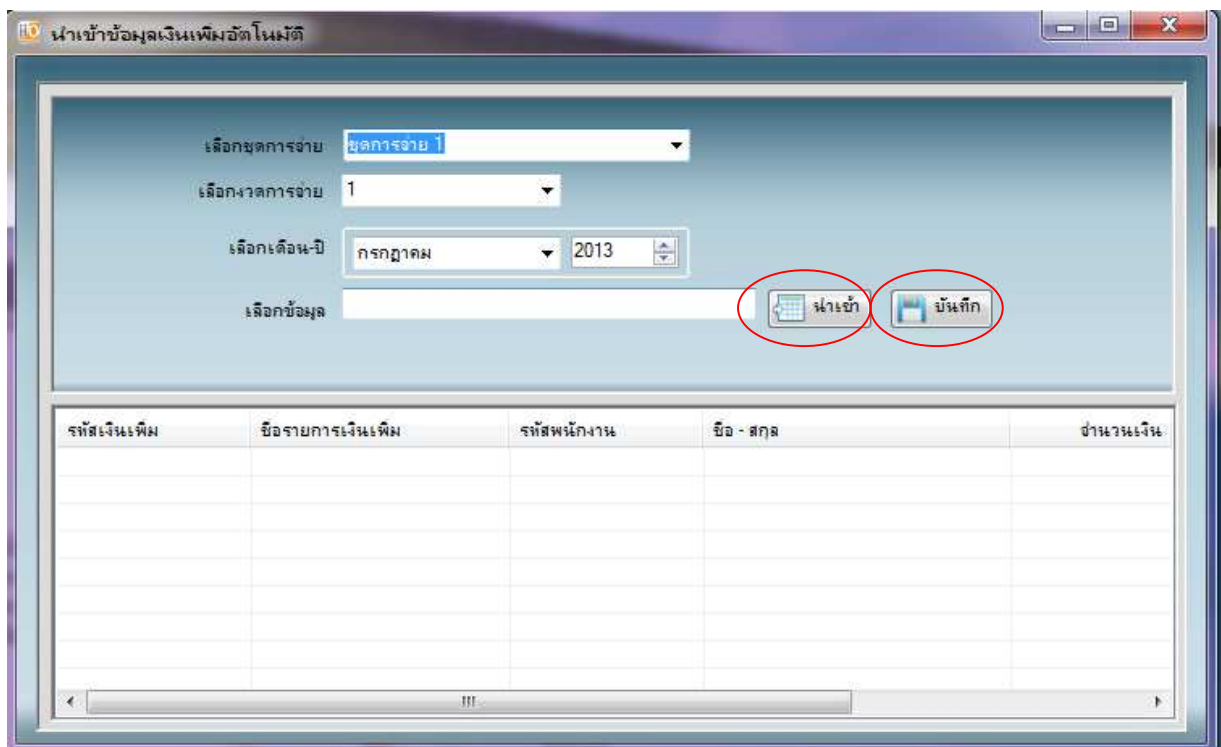 นำเข้าข้อมูลเงินเพิ่มอัตโนมัติ
เลือกชุดการจ่าย ชุดการจ่าย 1
เลือกงวดการจ่าย 1
เลือกเดือน-ปี กรกฎาคม 2013
เลือกข้อมูล นำเข้า บันทึก
รหัสเงินเพิ่ม ชื่อรายการเงินเพิ่ม รหัสพนักงาน ชื่อ - สกุล จำนวนเงิน